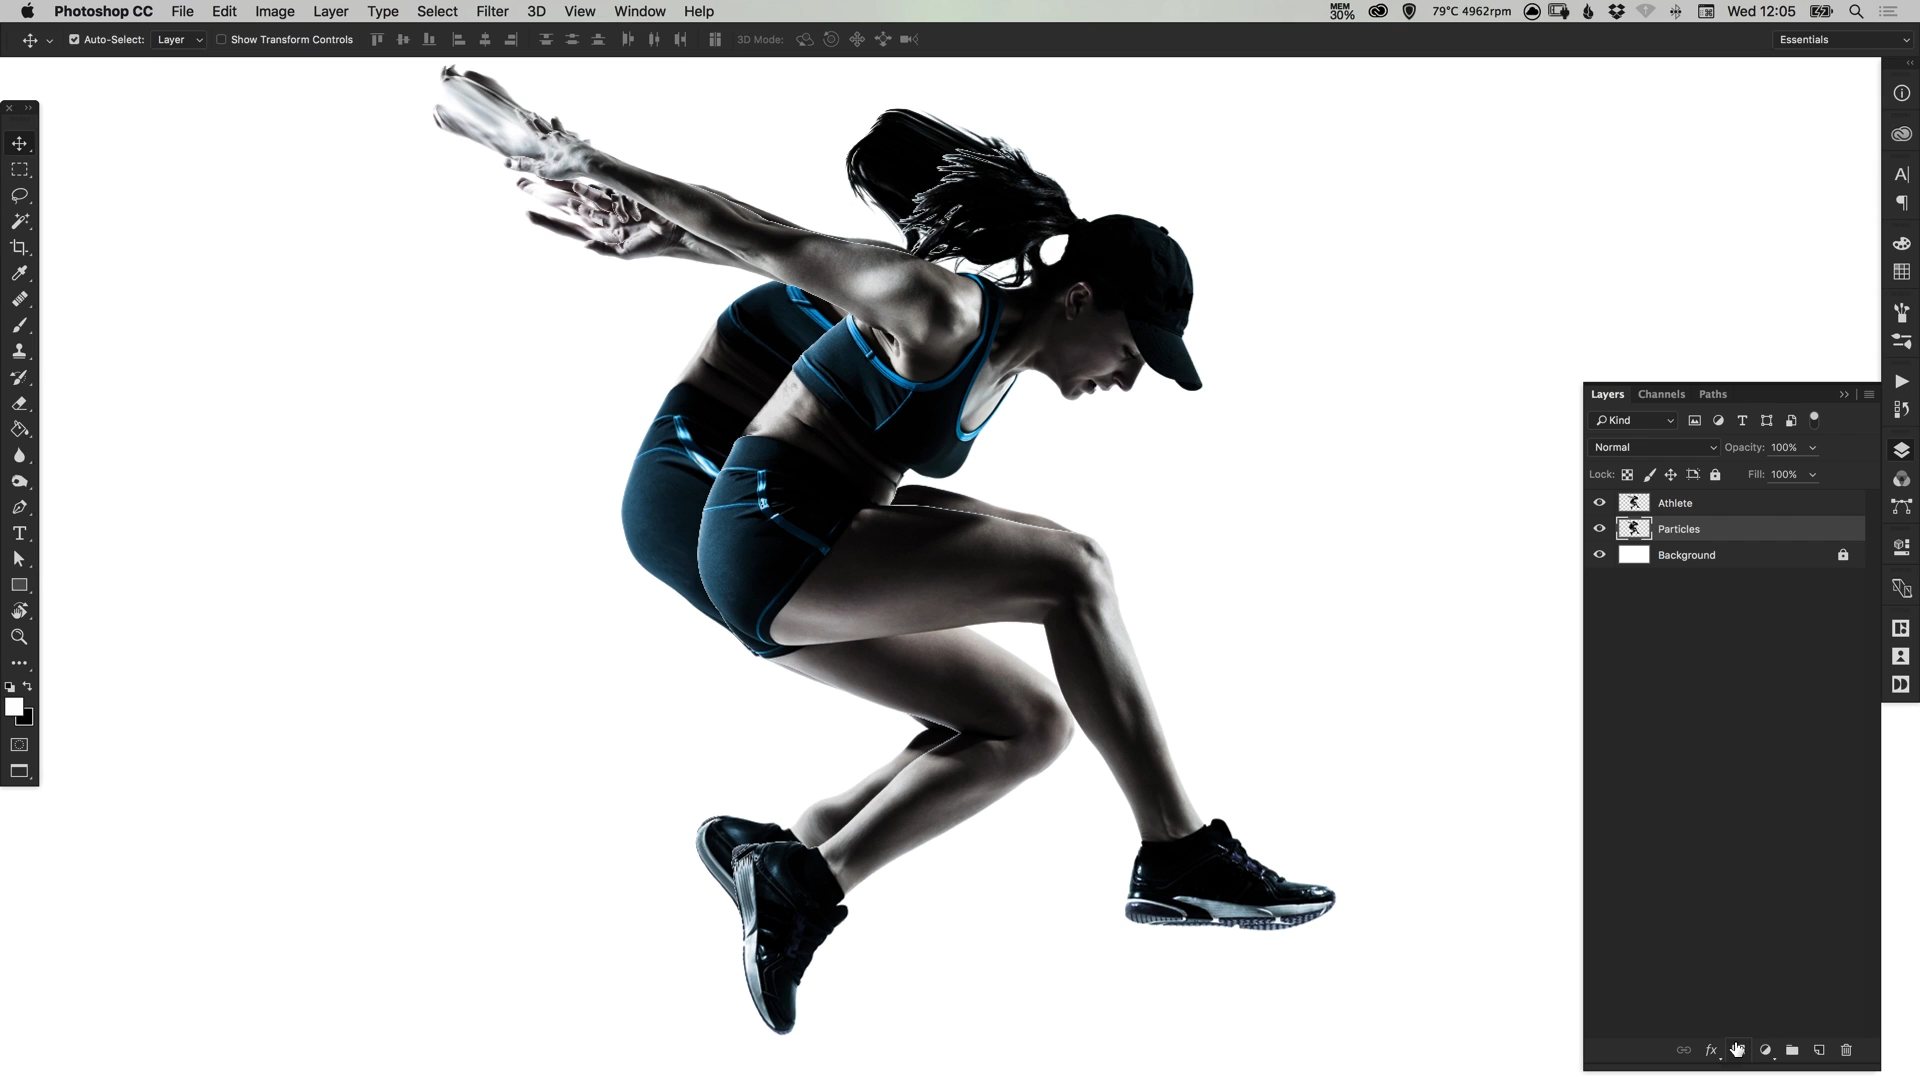 Photoshop CC File Edit Image Layer Type Select Filter 3D View Window Help MEM 30% 79°C 4962rpm Wed 12:05
Auto-Select: Layer Show Transform Controls 3D Mode: Essentials
Layers Channels Paths
Kind
Normal Opacity: 100%
Lock: Fill: 100%
Athlete
Particles
Background
fx